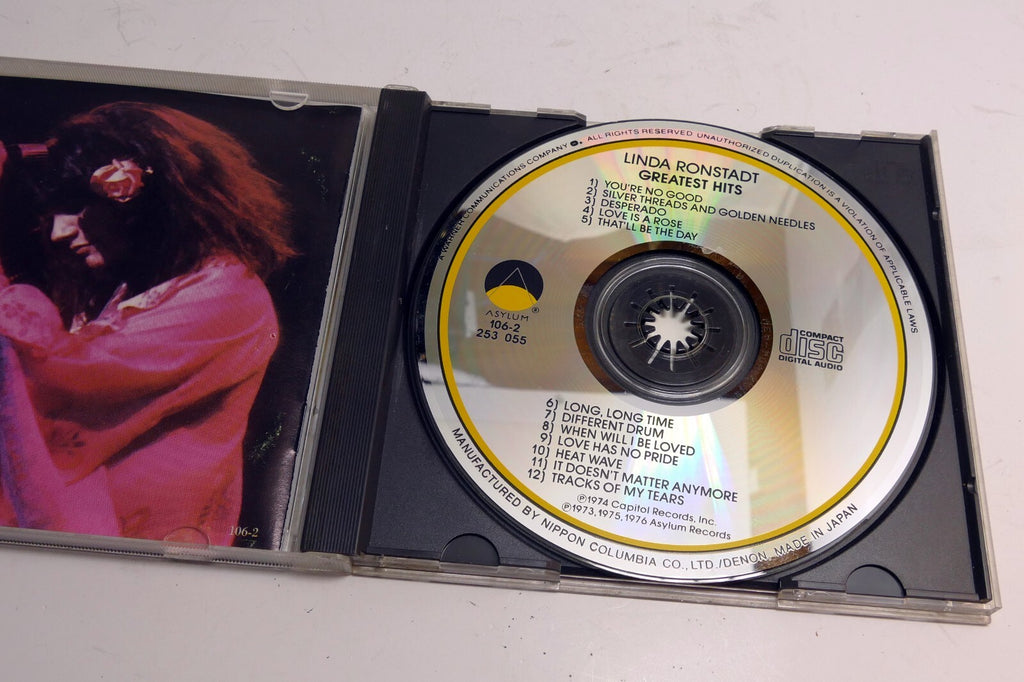 A WARNER COMMUNICATIONS COMPANY ALL RIGHTS RESERVED UNAUTHORIZED DUPLICATION IS A VIOLATION OF APPLICABLE LAWS
LINDA RONSTADT
GREATEST HITS
1) YOU'RE NO GOOD
2) SILVER THREADS AND GOLDEN NEEDLES
3) DESPERADO
4) LOVE IS A ROSE
5) THAT'LL BE THE DAY
ASYLUM ®
106-2
253 055
COMPACT
disc
DIGITAL AUDIO
6) LONG, LONG TIME
7) DIFFERENT DRUM
8) WHEN WILL I BE LOVED
9) LOVE HAS NO PRIDE
10) HEAT WAVE
11) IT DOESN'T MATTER ANYMORE
12) TRACKS OF MY TEARS
℗1974 Capitol Records, Inc.
℗1973,1975,1976 Asylum Records
MANUFACTURED BY NIPPON COLUMBIA CO., LTD./DENON, MADE IN JAPAN
106-2